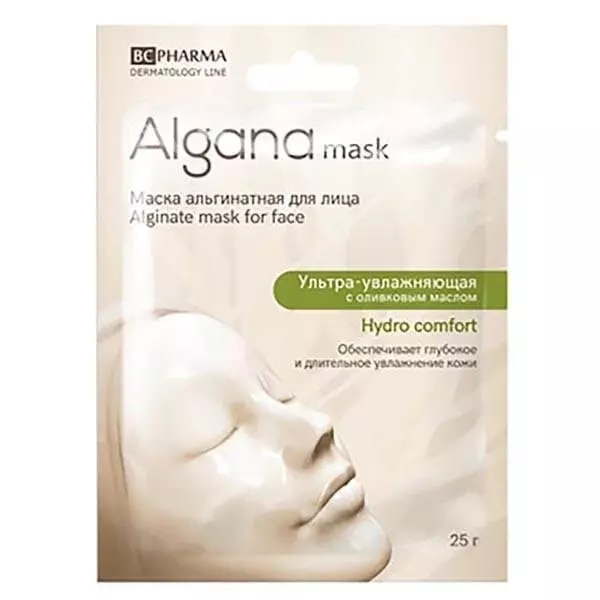 BC PHARMA
DERMATOLOGY LINE
Algana mask
Маска альгинатная для лица
Alginate mask for face
Ультра-увлажняющая
с оливковым маслом
Hydro comfort
Обеспечивает глубокое
и длительное увлажнение кожи
25 г